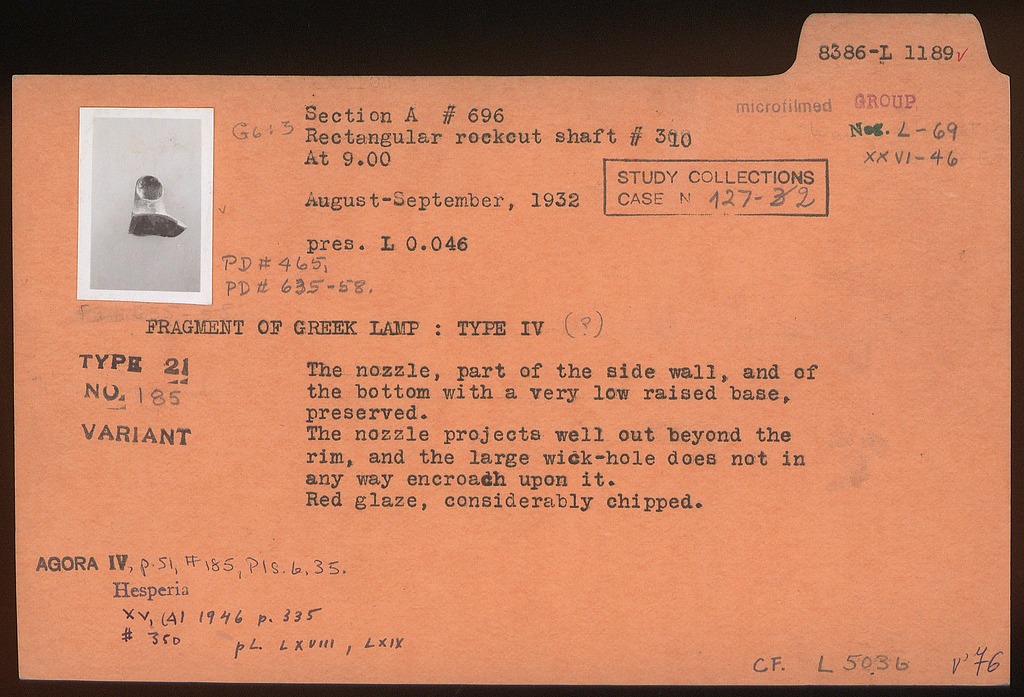 8386-L 1189 ✓
Section A # 696
Rectangular rockcut shaft # 310
At 9.00
August-September, 1932
pres. L 0.046
microfilmed
GROUP
Nos. L-69
XXVI-46
STUDY COLLECTIONS
CASE N 127-32
G6:3
PD # 465,
PD # 635-58.
FRAGMENT OF GREEK LAMP : TYPE IV (?)
TYPE 21
NO. 185
VARIANT
The nozzle, part of the side wall, and of
the bottom with a very low raised base,
preserved.
The nozzle projects well out beyond the
rim, and the large wick-hole does not in
any way encroach upon it.
Red glaze, considerably chipped.
AGORA IV, p.51, #185, Pls. 6, 35.
Hesperia
XV, (4) 1946 p. 335
# 350 pL. LXVIII, LXIX
CF. L 5036
v '76